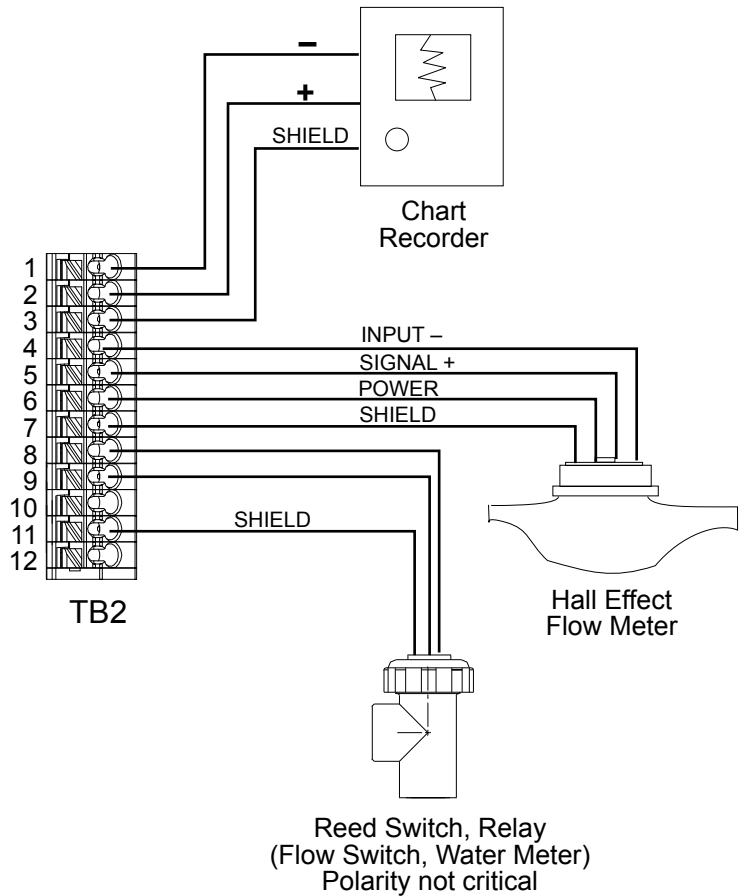 –
+
SHIELD
Chart
Recorder
1
2
3
4
5
6
7
8
9
10
11
12
TB2
INPUT –
SIGNAL +
POWER
SHIELD
SHIELD
Hall Effect
Flow Meter
Reed Switch, Relay
(Flow Switch, Water Meter)
Polarity not critical